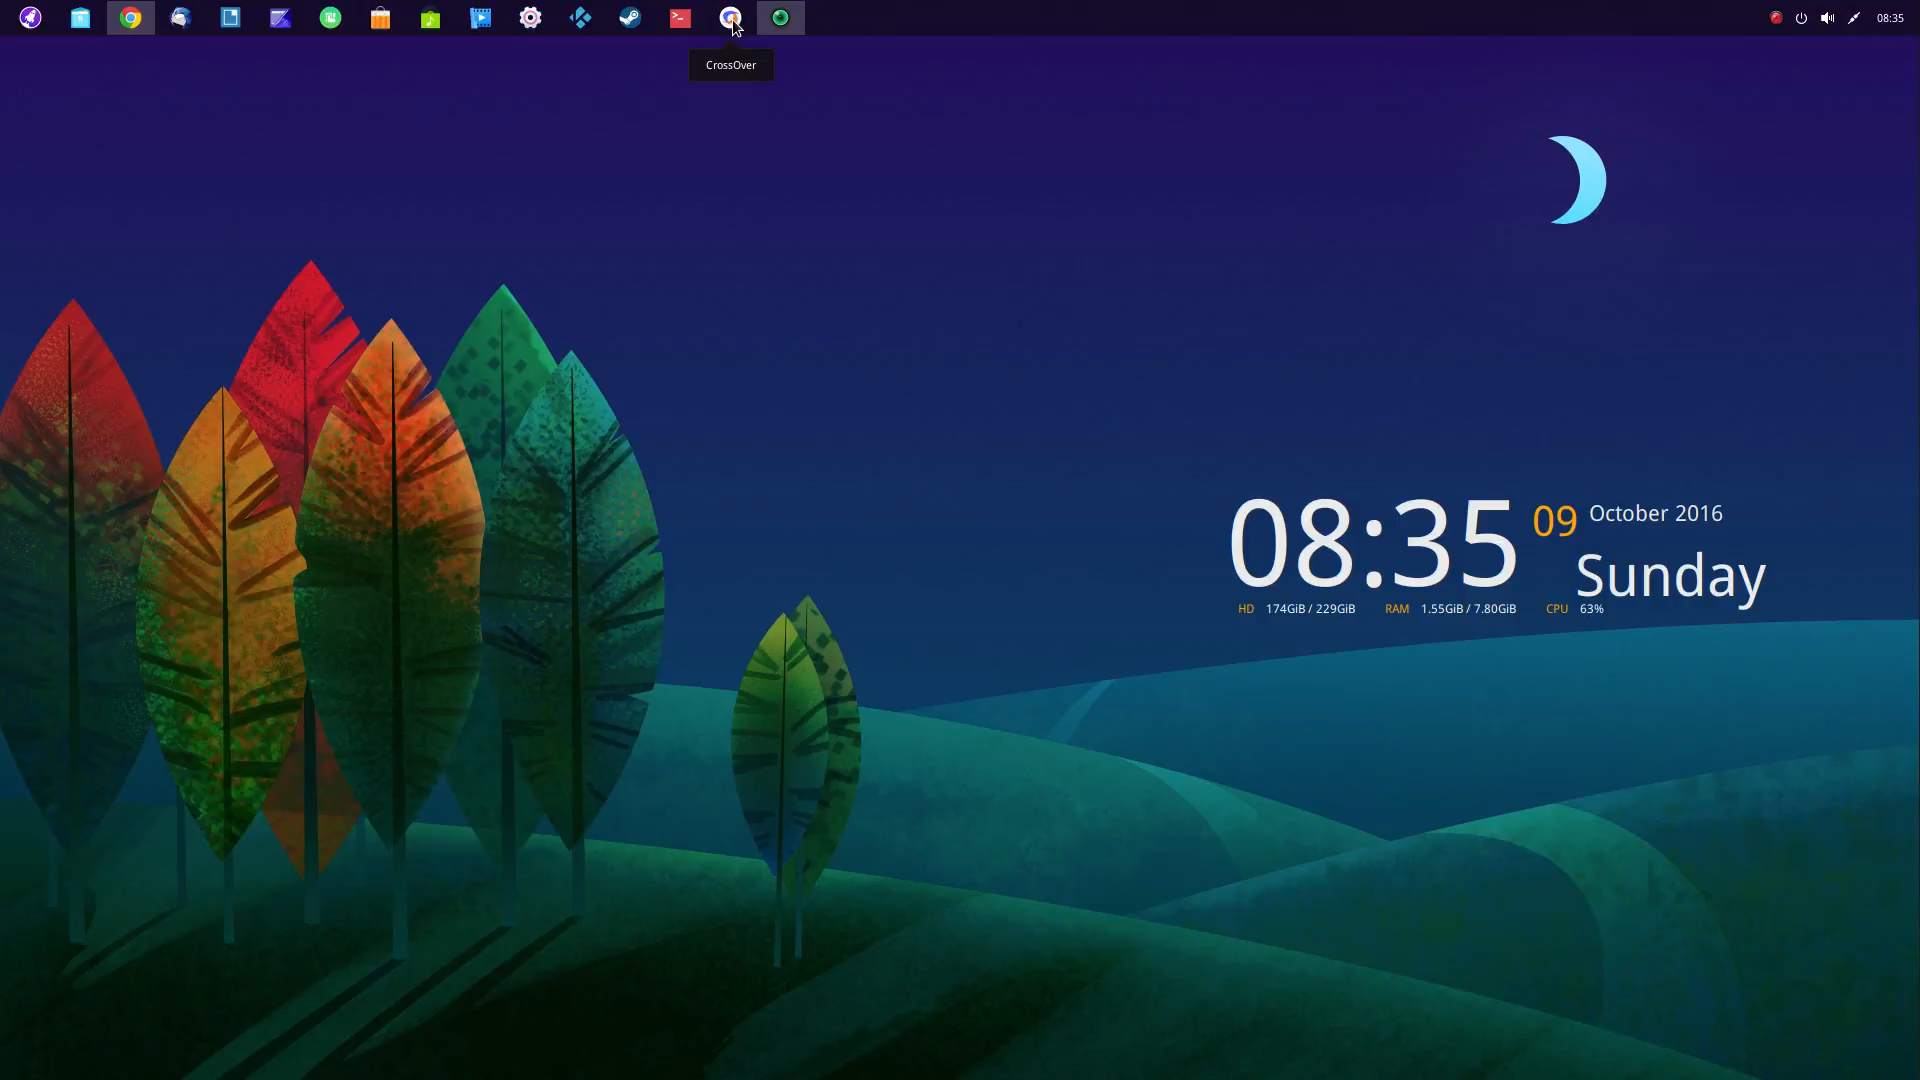 08:35
CrossOver
08:35 09 October 2016
Sunday
HD 174GiB / 229GiB RAM 1.55GiB / 7.80GiB CPU 63%